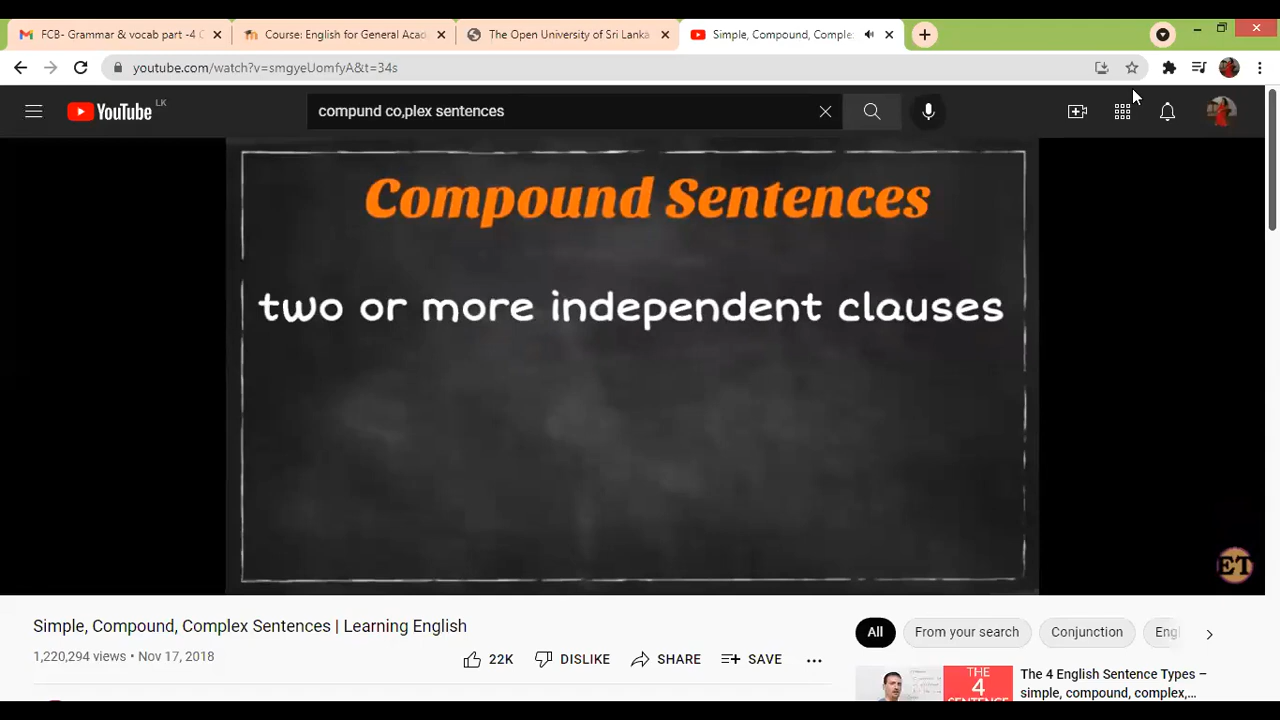 FCB- Grammar & vocab part -4 C
Course: English for General Acad
The Open University of Sri Lanka
Simple, Compound, Comple
youtube.com/watch?v=smgyeUomfyA&t=34s
YouTube LK
compund co,plex sentences
Compound Sentences
two or more independent clauses
ET
Simple, Compound, Complex Sentences | Learning English
1,220,294 views • Nov 17, 2018
22K DISLIKE SHARE SAVE
All From your search Conjunction Engl
THE 4 SENTENCE
The 4 English Sentence Types –
simple, compound, complex,...